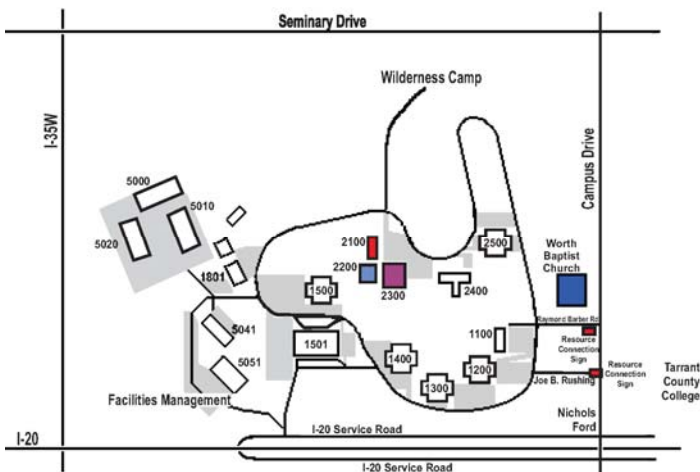 Seminary Drive
Wilderness Camp
I-35W
Campus Drive
5000
5010
5020
2100
2500
Worth
Baptist
Church
1801
2200
1500
2300
2400
Raymond Barber Rd
5041
1501
1100
Resource
Connection
Sign
1400
5051
1200
Resource
Connection
Sign
Tarrant
County
College
1300
Joe B. Rushing
Facilities Management
Nichols
Ford
I-20 Service Road
I-20
I-20 Service Road